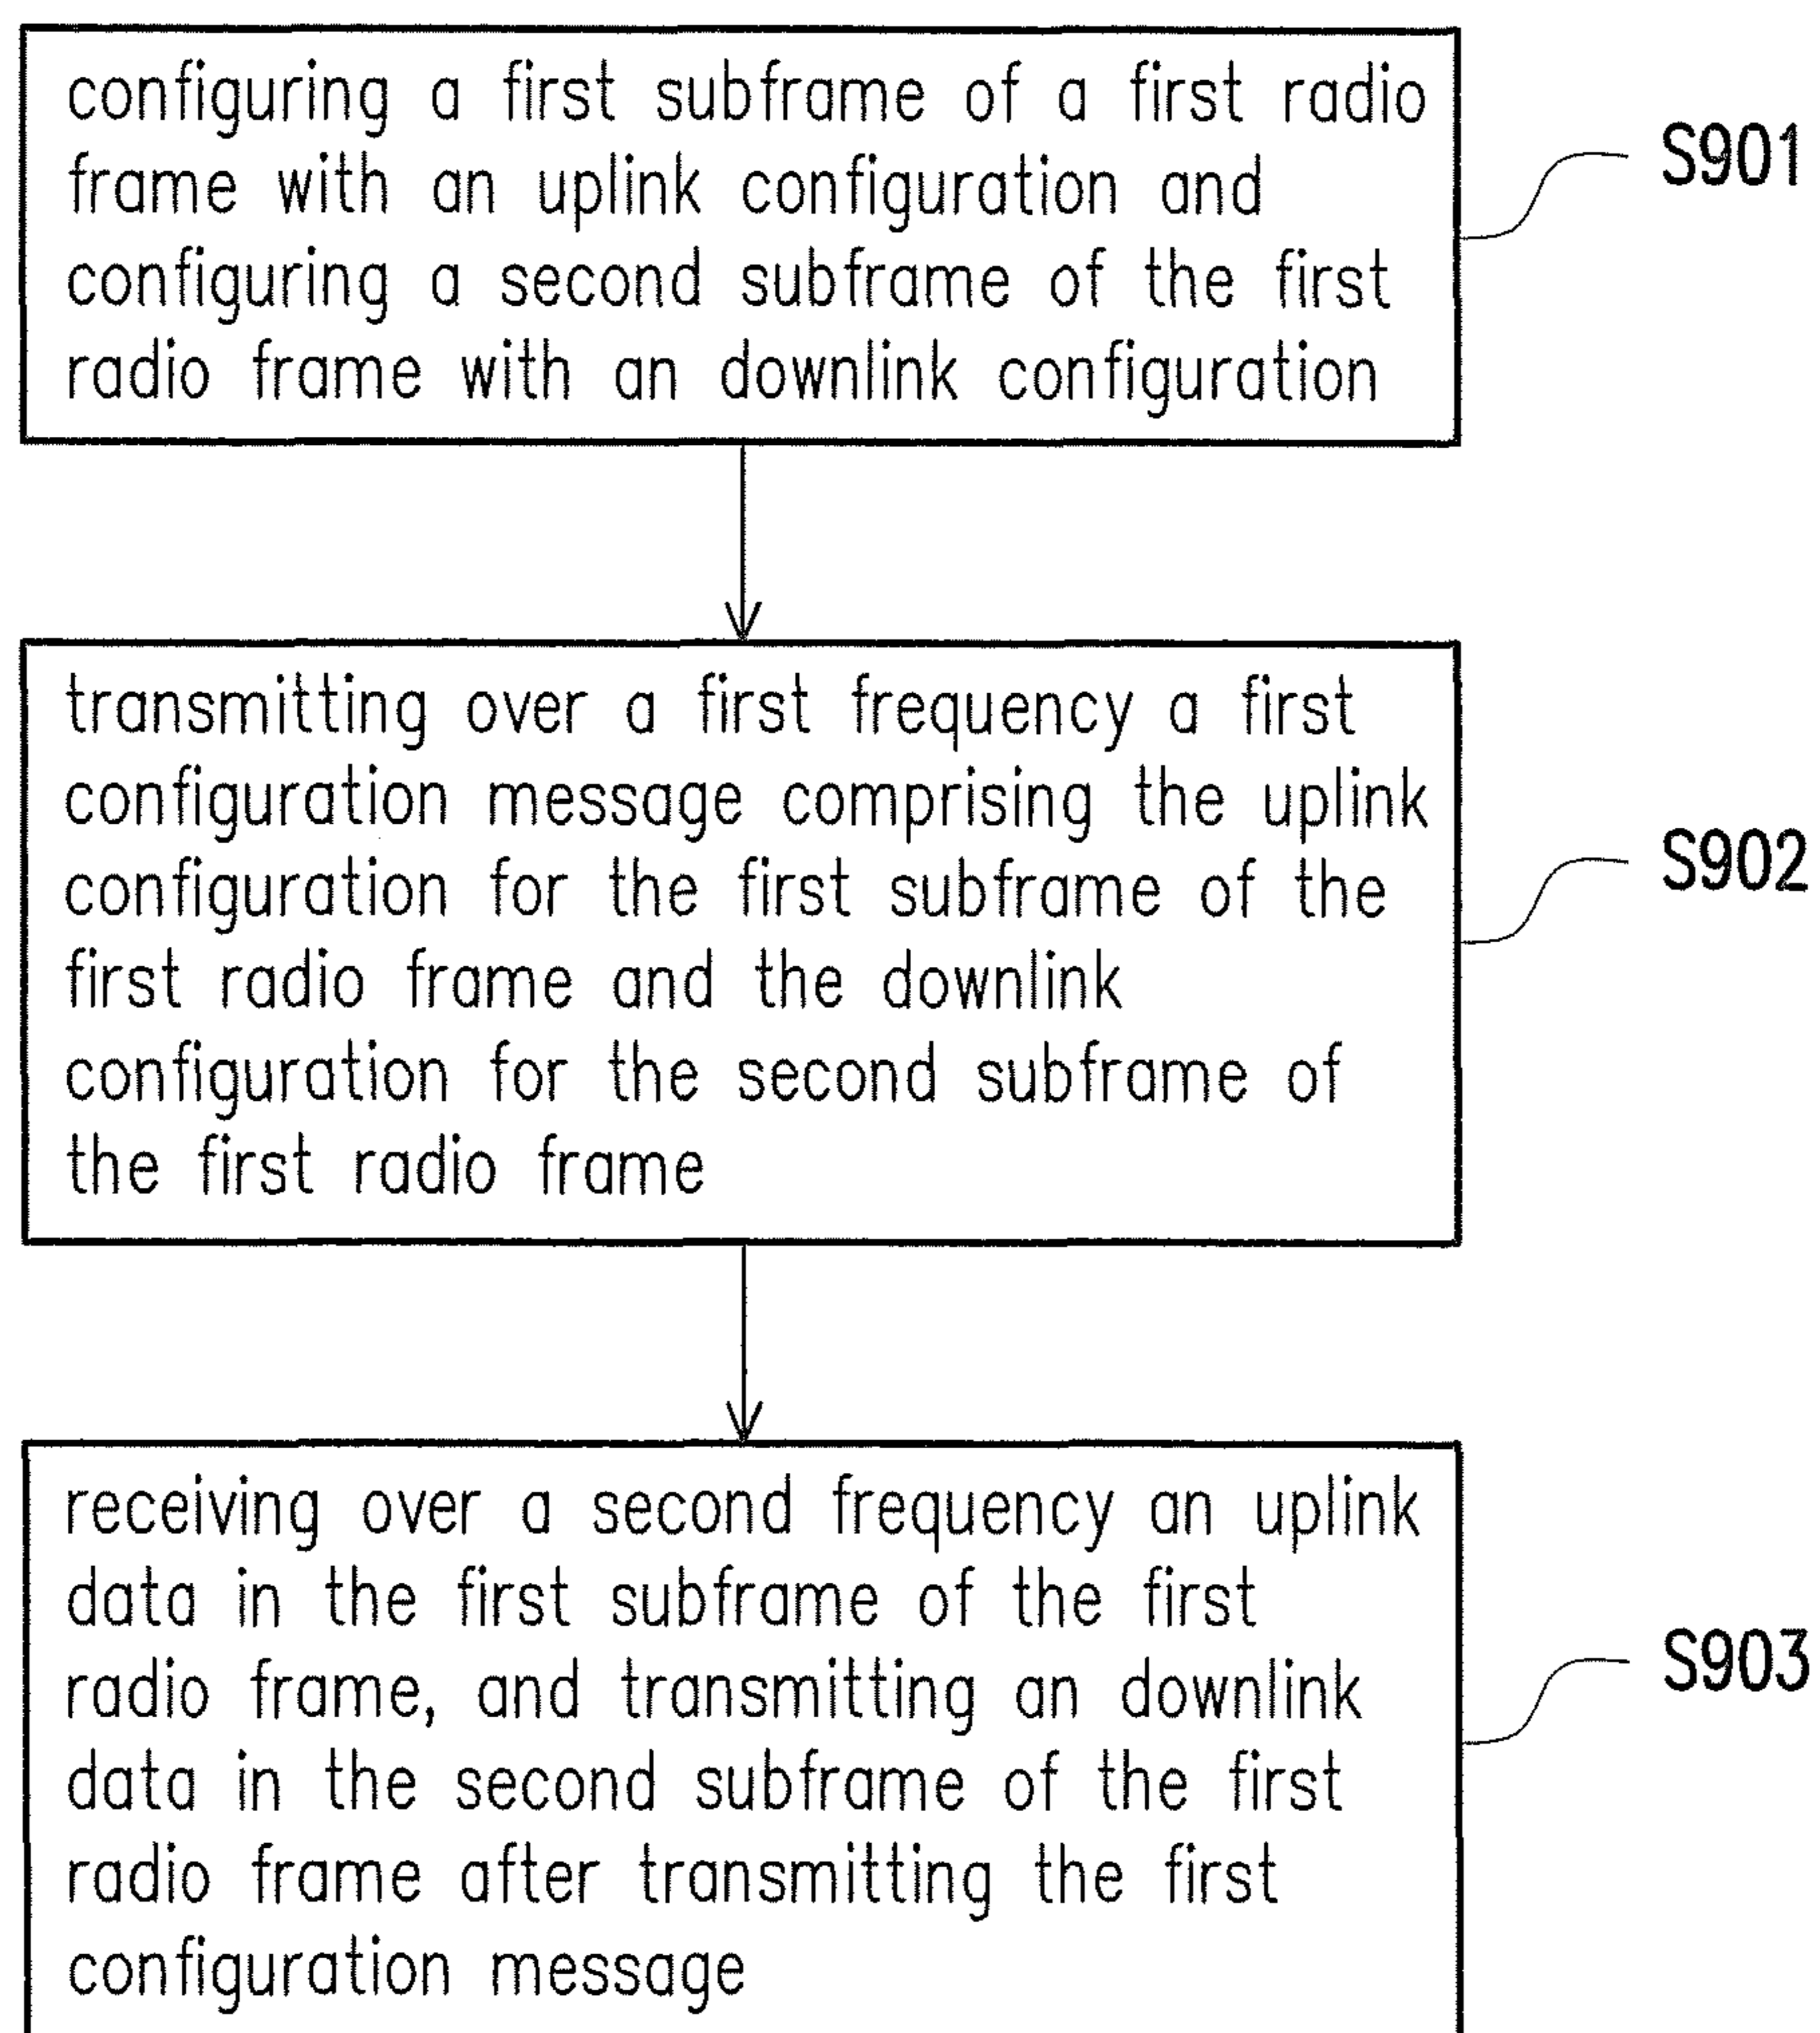 configuring a first subframe of a first radio
frame with an uplink configuration and
configuring a second subframe of the first
radio frame with an downlink configuration
S901
transmitting over a first frequency a first
configuration message comprising the uplink
configuration for the first subframe of the
first radio frame and the downlink
configuration for the second subframe of
the first radio frame
S902
receiving over a second frequency an uplink
data in the first subframe of the first
radio frame, and transmitting an downlink
data in the second subframe of the first
radio frame after transmitting the first
configuration message
S903